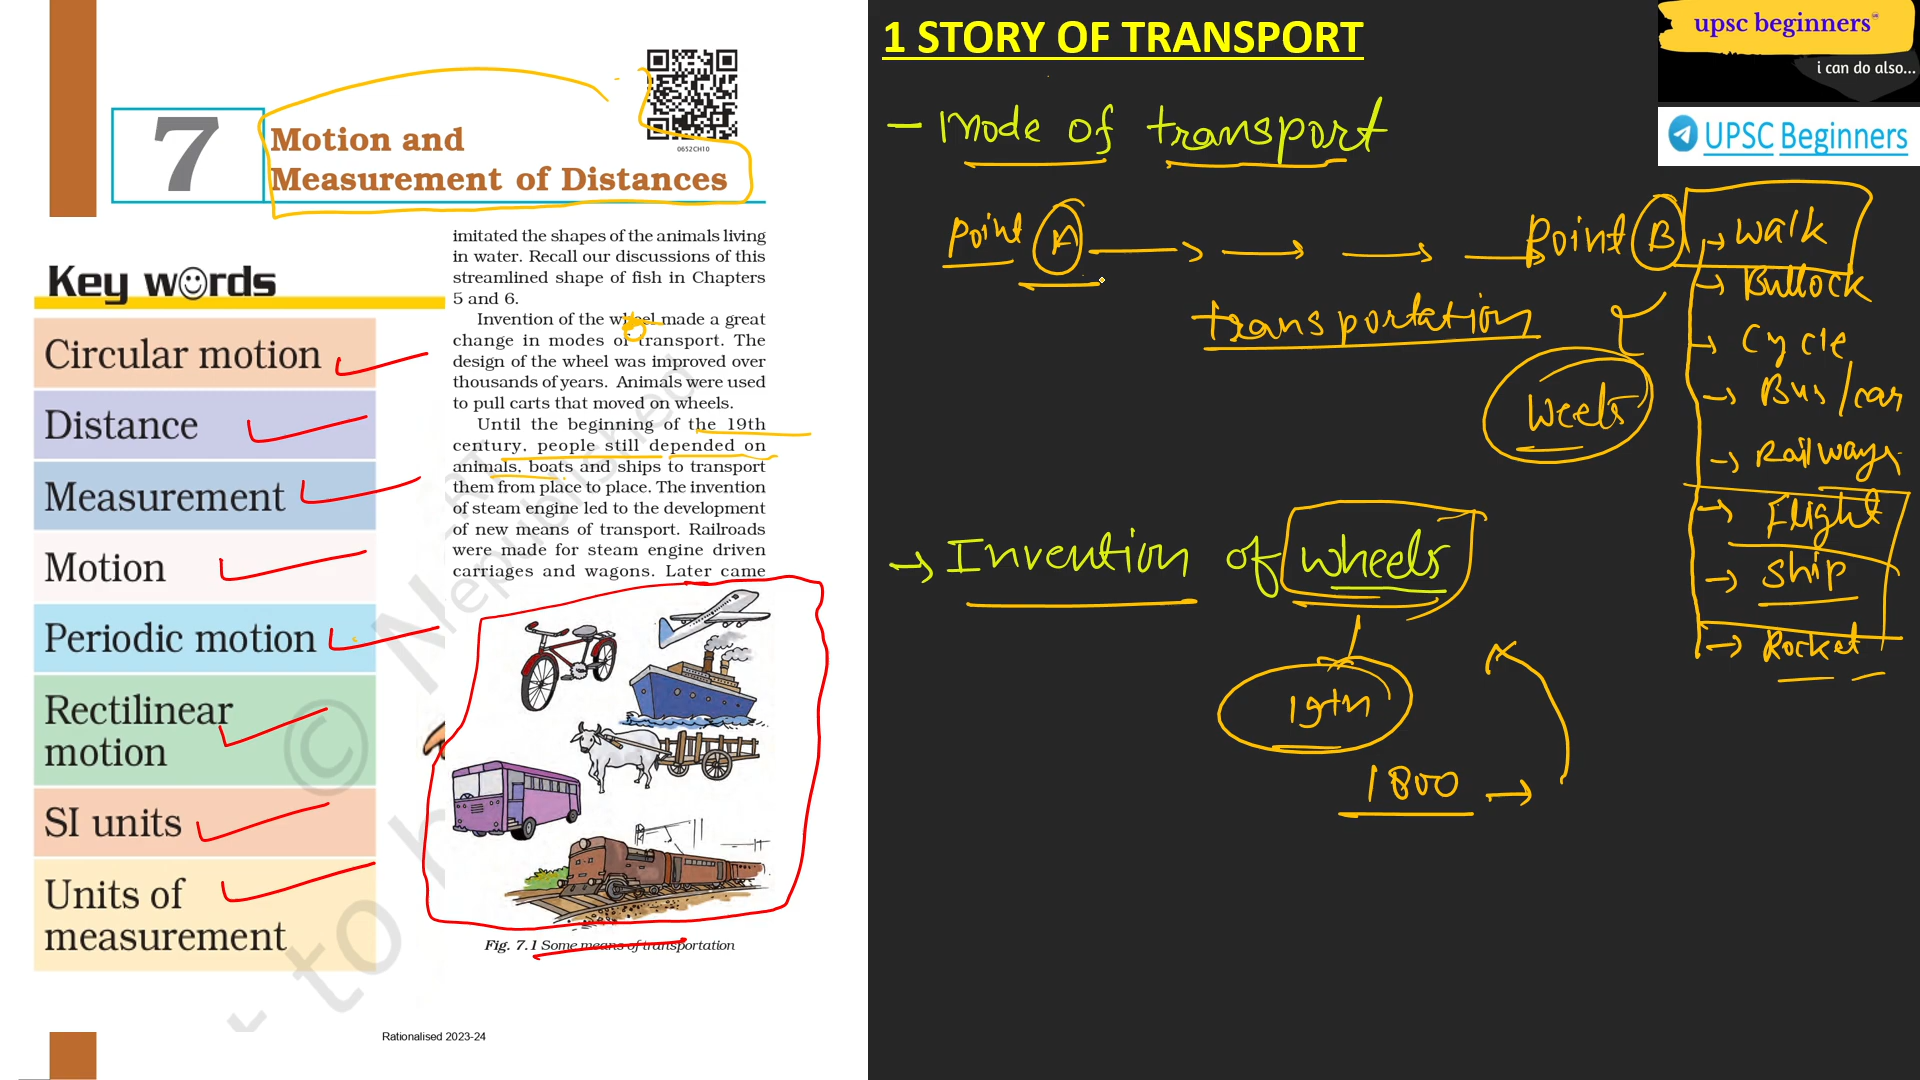 7
Motion and
Measurement of Distances
0652CH10
Key words
Circular motion
Distance
Measurement
Motion
Periodic motion
Rectilinear
motion
SI units
Units of
measurement
imitated the shapes of the animals living
in water. Recall our discussions of this
streamlined shape of fish in Chapters
5 and 6.
Invention of the wheel made a great
change in modes of transport. The
design of the wheel was improved over
thousands of years. Animals were used
to pull carts that moved on wheels.
Until the beginning of the 19th
century, people still depended on
animals, boats and ships to transport
them from place to place. The invention
of steam engine led to the development
of new means of transport. Railroads
were made for steam engine driven
carriages and wagons. Later came
Fig. 7.1 Some means of transportation
Rationalised 2023-24
1 STORY OF TRANSPORT
- Mode of transport
Point A Point B
transportation
Weels
→ walk
→ Bullock
→ Cycle
→ Bus/car
→ Railways
→ Flight
→ Ship
→ Rocket
→ Invention of wheels
19th
1800 →
upsc beginners
i can do also...
UPSC Beginners